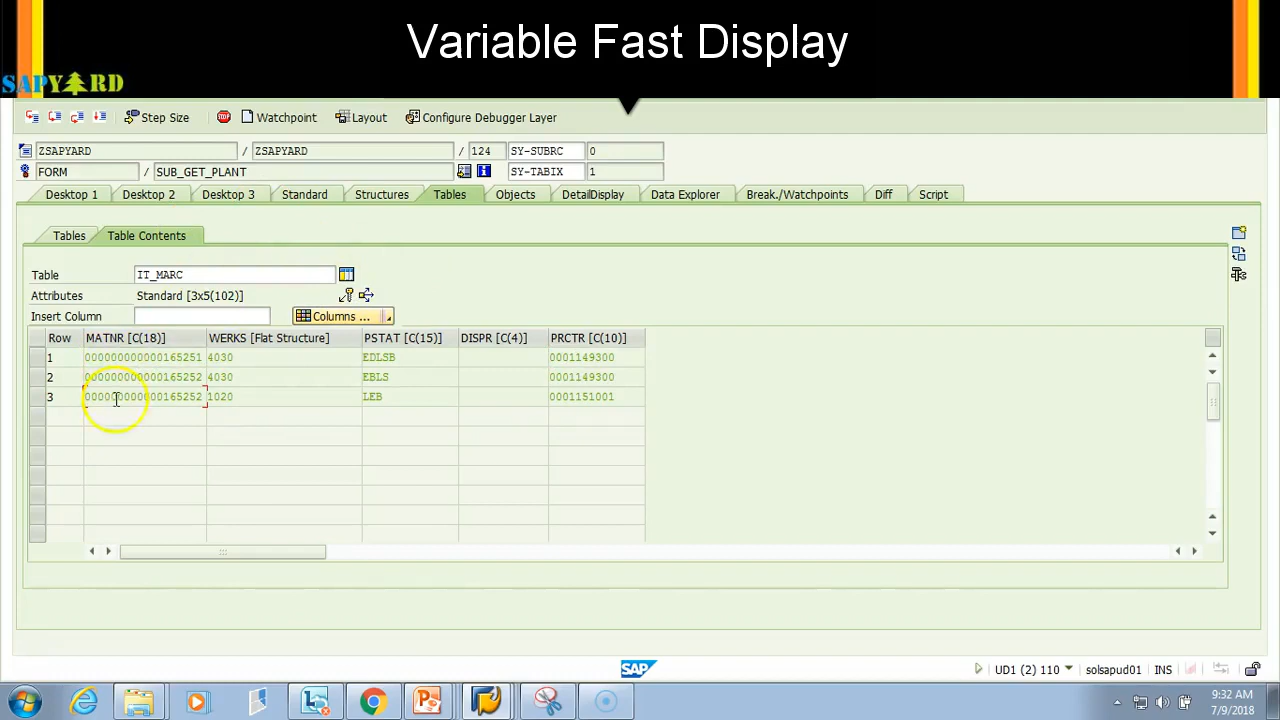 Variable Fast Display
SAPYARD
Step Size Watchpoint Layout Configure Debugger Layer
ZSAPYARD / ZSAPYARD / 124 SY-SUBRC 0
FORM / SUB_GET_PLANT SY-TABIX 1
Desktop 1 Desktop 2 Desktop 3 Standard Structures Tables Objects DetailDisplay Data Explorer Break./Watchpoints Diff Script
Tables Table Contents
Table IT_MARC
Attributes Standard [3x5(102)]
Insert Column Columns ...
Row MATNR [C(18)] WERKS [Flat Structure] PSTAT [C(15)] DISPR [C(4)] PRCTR [C(10)]
1 000000000000165251 4030 EDLSB 0001149300
2 000000000000165252 4030 EBLS 0001149300
3 000000000000165252 1020 LEB 0001151001
SAP UD1 (2) 110 solsapud01 INS
9:32 AM
7/9/2018